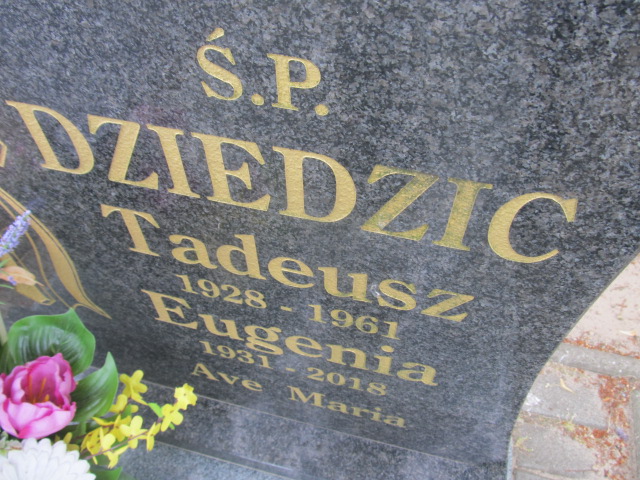 Ś.P.
DZIEDZIC
Tadeusz
1928 - 1961
Eugenia
1931 - 2018
Ave Maria